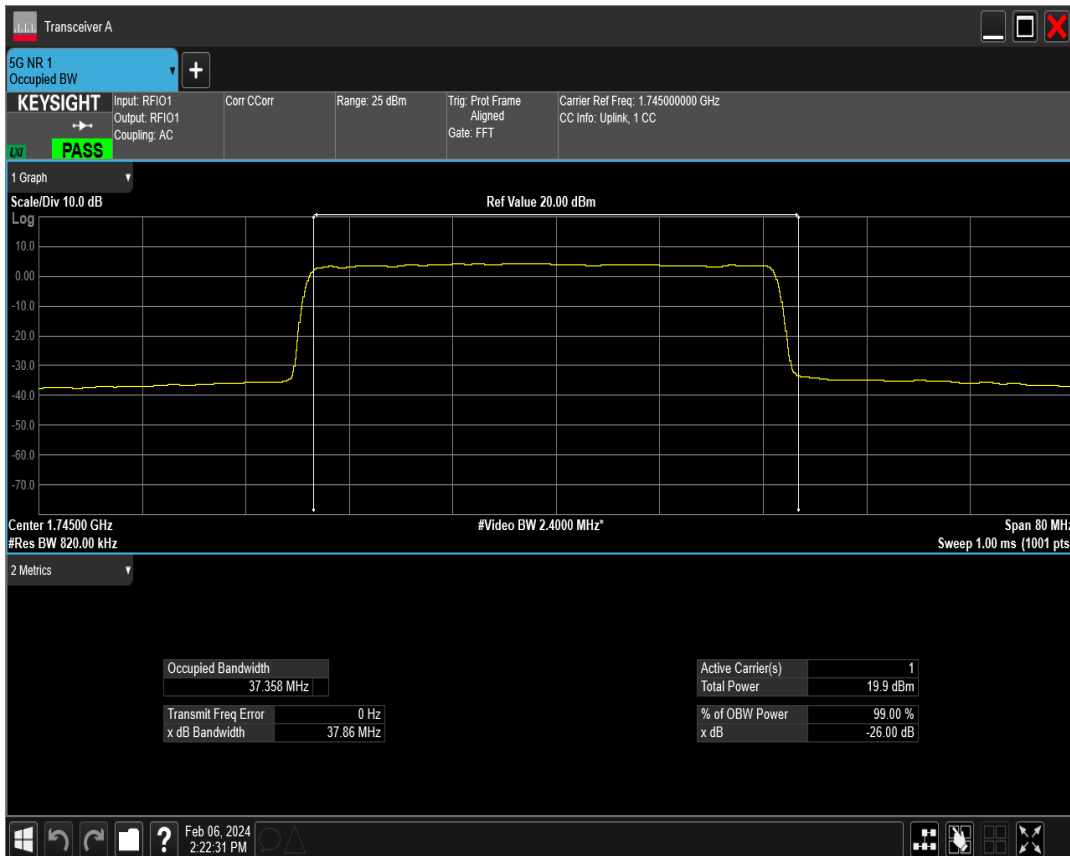 Transceiver A
5G NR 1
Occupied BW
KEYSIGHT
LXI
PASS
Input: RFIO1
Output: RFIO1
Coupling: AC
Corr CCorr
Range: 25 dBm
Trig: Prot Frame
Aligned
Gate: FFT
Carrier Ref Freq: 1.745000000 GHz
CC Info: Uplink, 1 CC
1 Graph
Scale/Div 10.0 dB
Ref Value 20.00 dBm
Log
10.0
0.00
-10.0
-20.0
-30.0
-40.0
-50.0
-60.0
-70.0
Center 1.74500 GHz
#Video BW 2.4000 MHz*
Span 80 MHz
#Res BW 820.00 kHz
Sweep 1.00 ms (1001 pts
2 Metrics
Occupied Bandwidth
37.358 MHz
Transmit Freq Error 0 Hz
x dB Bandwidth 37.86 MHz
Active Carrier(s) 1
Total Power 19.9 dBm
% of OBW Power 99.00 %
x dB -26.00 dB
?
Feb 06, 2024
2:22:31 PM